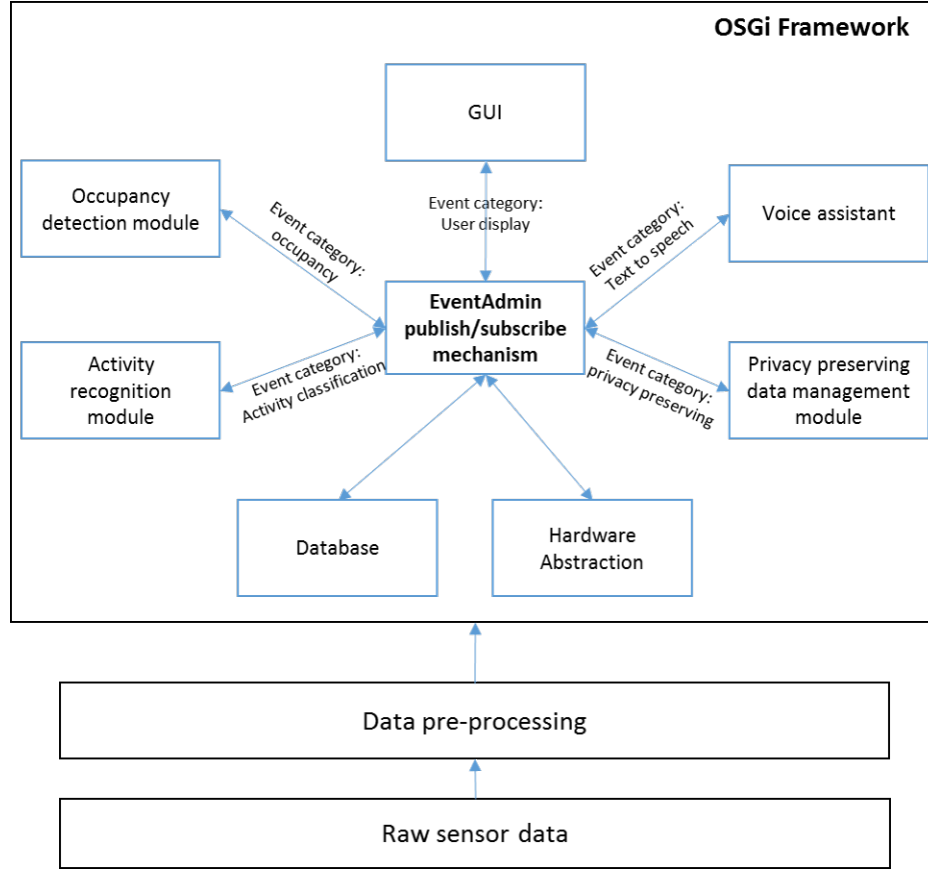 OSGi Framework
GUI
Occupancy
detection module
Event category:
occupancy
Event category:
User display
Event category:
Text to speech
Voice assistant
EventAdmin
publish/subscribe
mechanism
Activity
recognition
module
Event category:
Activity classification
Event category:
privacy preserving
Privacy preserving
data management
module
Database
Hardware
Abstraction
Data pre-processing
Raw sensor data